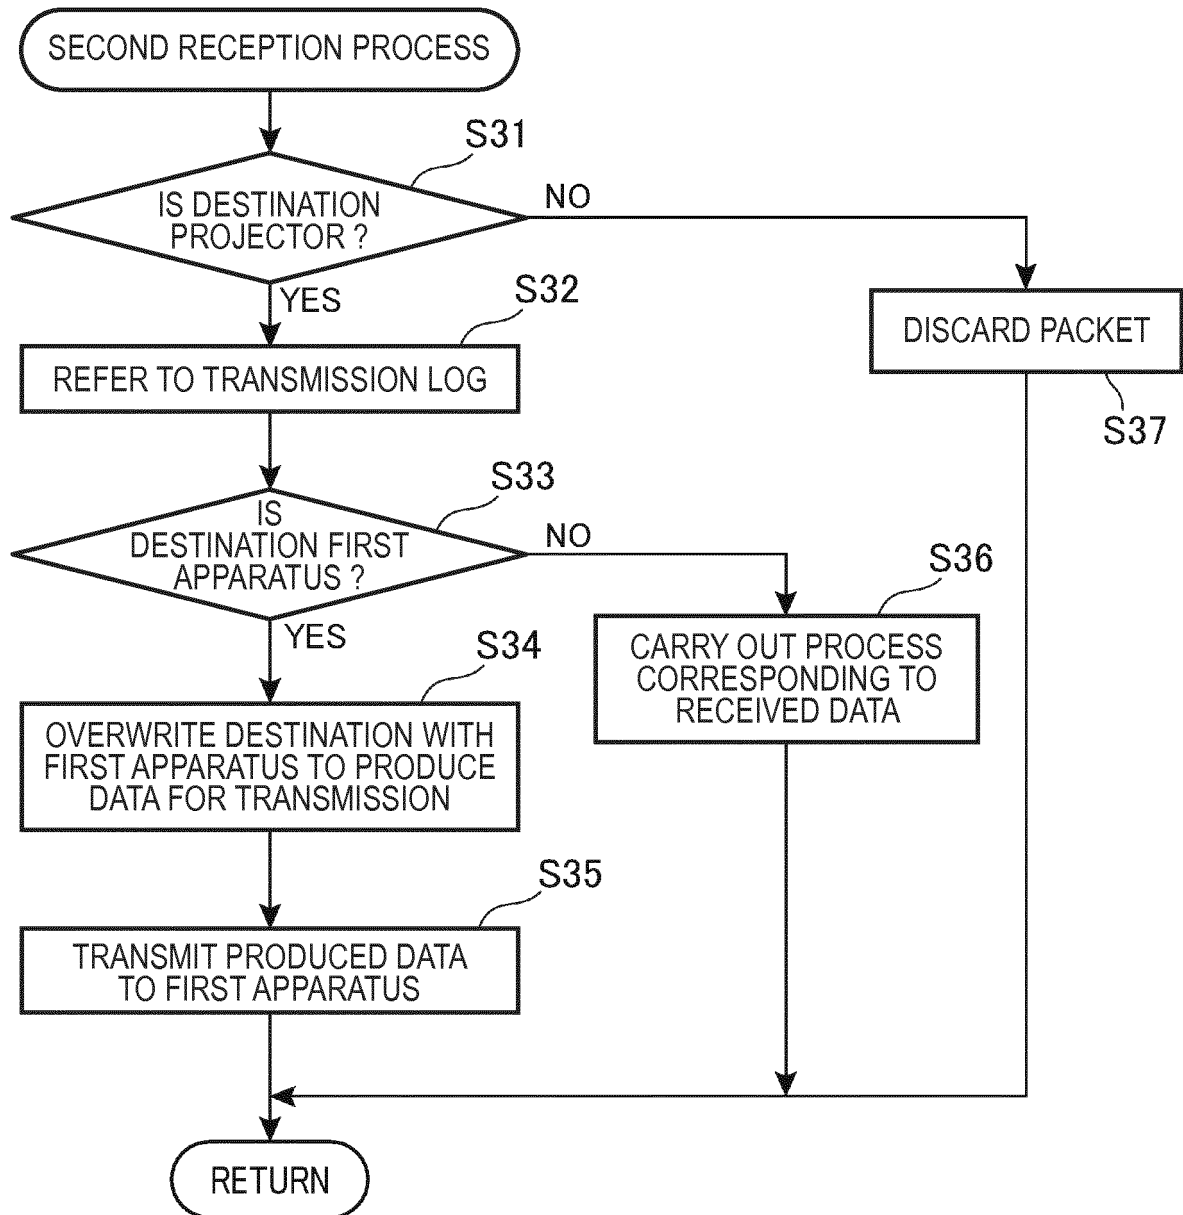 SECOND RECEPTION PROCESS
S31
IS DESTINATION
PROJECTOR ?
NO
YES
S32
REFER TO TRANSMISSION LOG
DISCARD PACKET
S37
S33
IS
DESTINATION FIRST
APPARATUS ?
NO
YES
S34
OVERWRITE DESTINATION WITH
FIRST APPARATUS TO PRODUCE
DATA FOR TRANSMISSION
S36
CARRY OUT PROCESS
CORRESPONDING TO
RECEIVED DATA
S35
TRANSMIT PRODUCED DATA
TO FIRST APPARATUS
RETURN